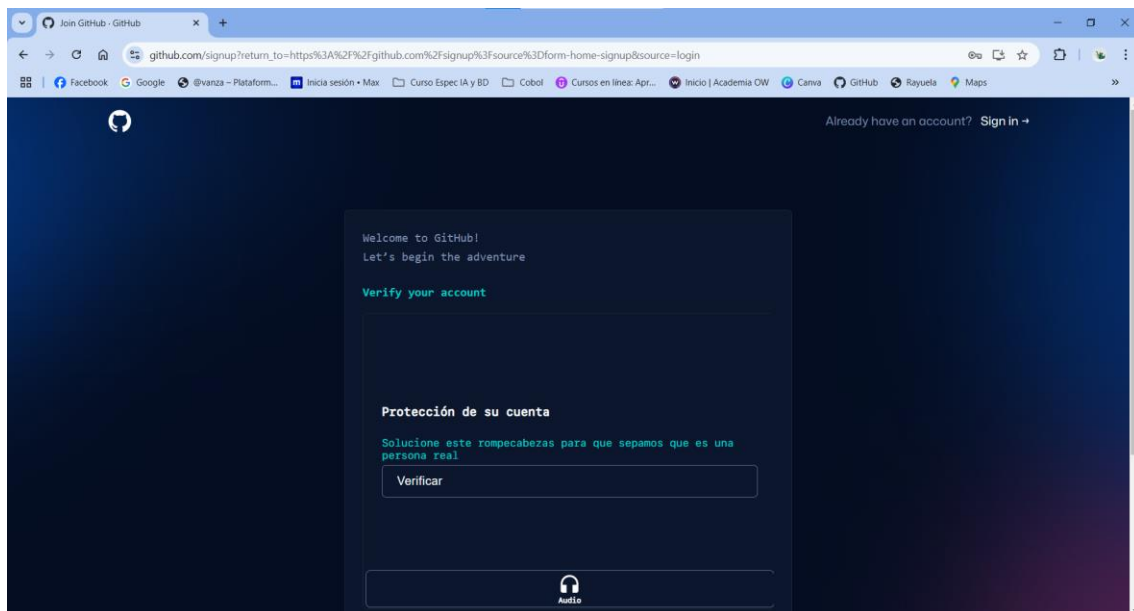 Join GitHub · GitHub
github.com/signup?return_to=https%3A%2F%2Fgithub.com%2Fsignup%3Fsource%3Dform-home-signup&source=login
Facebook Google @vanza – Plataform... Inicia sesión • Max Curso Espec IA y BD Cobol Cursos en línea: Apr... Inicio | Academia OW Canva GitHub Rayuela Maps »
Already have an account? Sign in →
Welcome to GitHub!
Let's begin the adventure
Verify your account
Protección de su cuenta
Solucione este rompecabezas para que sepamos que es una
persona real
Verificar
Audio